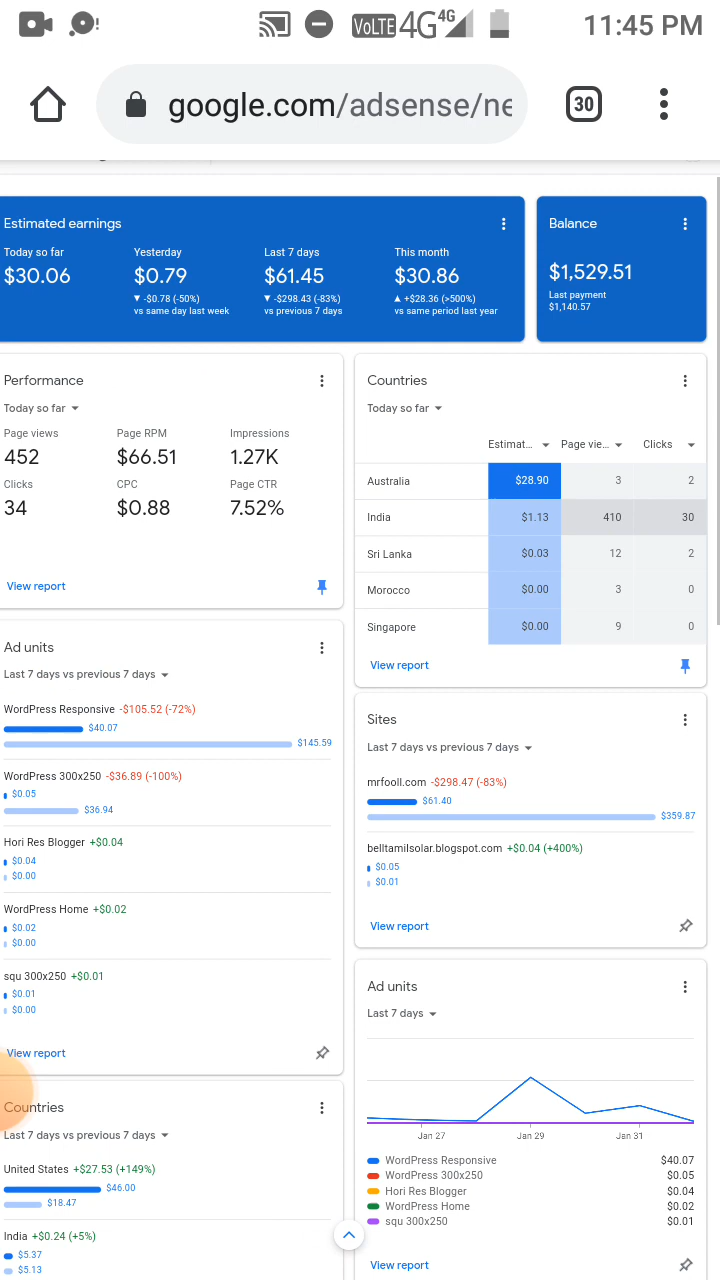 VoLTE 4G 4G 11:45 PM
google.com/adsense/ne
30
Estimated earnings
Today so far
$30.06
Yesterday
$0.79
▼ -$0.78 (-50%)
vs same day last week
Last 7 days
$61.45
▼ -$298.43 (-83%)
vs previous 7 days
This month
$30.86
▲ +$28.36 (>500%)
vs same period last year
Balance
$1,529.51
Last payment
$1,140.57
Performance
Today so far
Page views
452
Page RPM
$66.51
Impressions
1.27K
Clicks
34
CPC
$0.88
Page CTR
7.52%
View report
Countries
Today so far
Estimat... Page vie... Clicks
Australia $28.90 3 2
India $1.13 410 30
Sri Lanka $0.03 12 2
Morocco $0.00 3 0
Singapore $0.00 9 0
View report
Ad units
Last 7 days vs previous 7 days
WordPress Responsive -$105.52 (-72%)
$40.07
$145.59
WordPress 300x250 -$36.89 (-100%)
$0.05
$36.94
Hori Res Blogger +$0.04
$0.04
$0.00
WordPress Home +$0.02
$0.02
$0.00
squ 300x250 +$0.01
$0.01
$0.00
View report
Sites
Last 7 days vs previous 7 days
mrfooll.com -$298.47 (-83%)
$61.40
$359.87
belltamilsolar.blogspot.com +$0.04 (+400%)
$0.05
$0.01
View report
Ad units
Last 7 days
Jan 27 Jan 29 Jan 31
WordPress Responsive $40.07
WordPress 300x250 $0.05
Hori Res Blogger $0.04
WordPress Home $0.02
squ 300x250 $0.01
View report
Countries
Last 7 days vs previous 7 days
United States +$27.53 (+149%)
$46.00
$18.47
India +$0.24 (+5%)
$5.37
$5.13